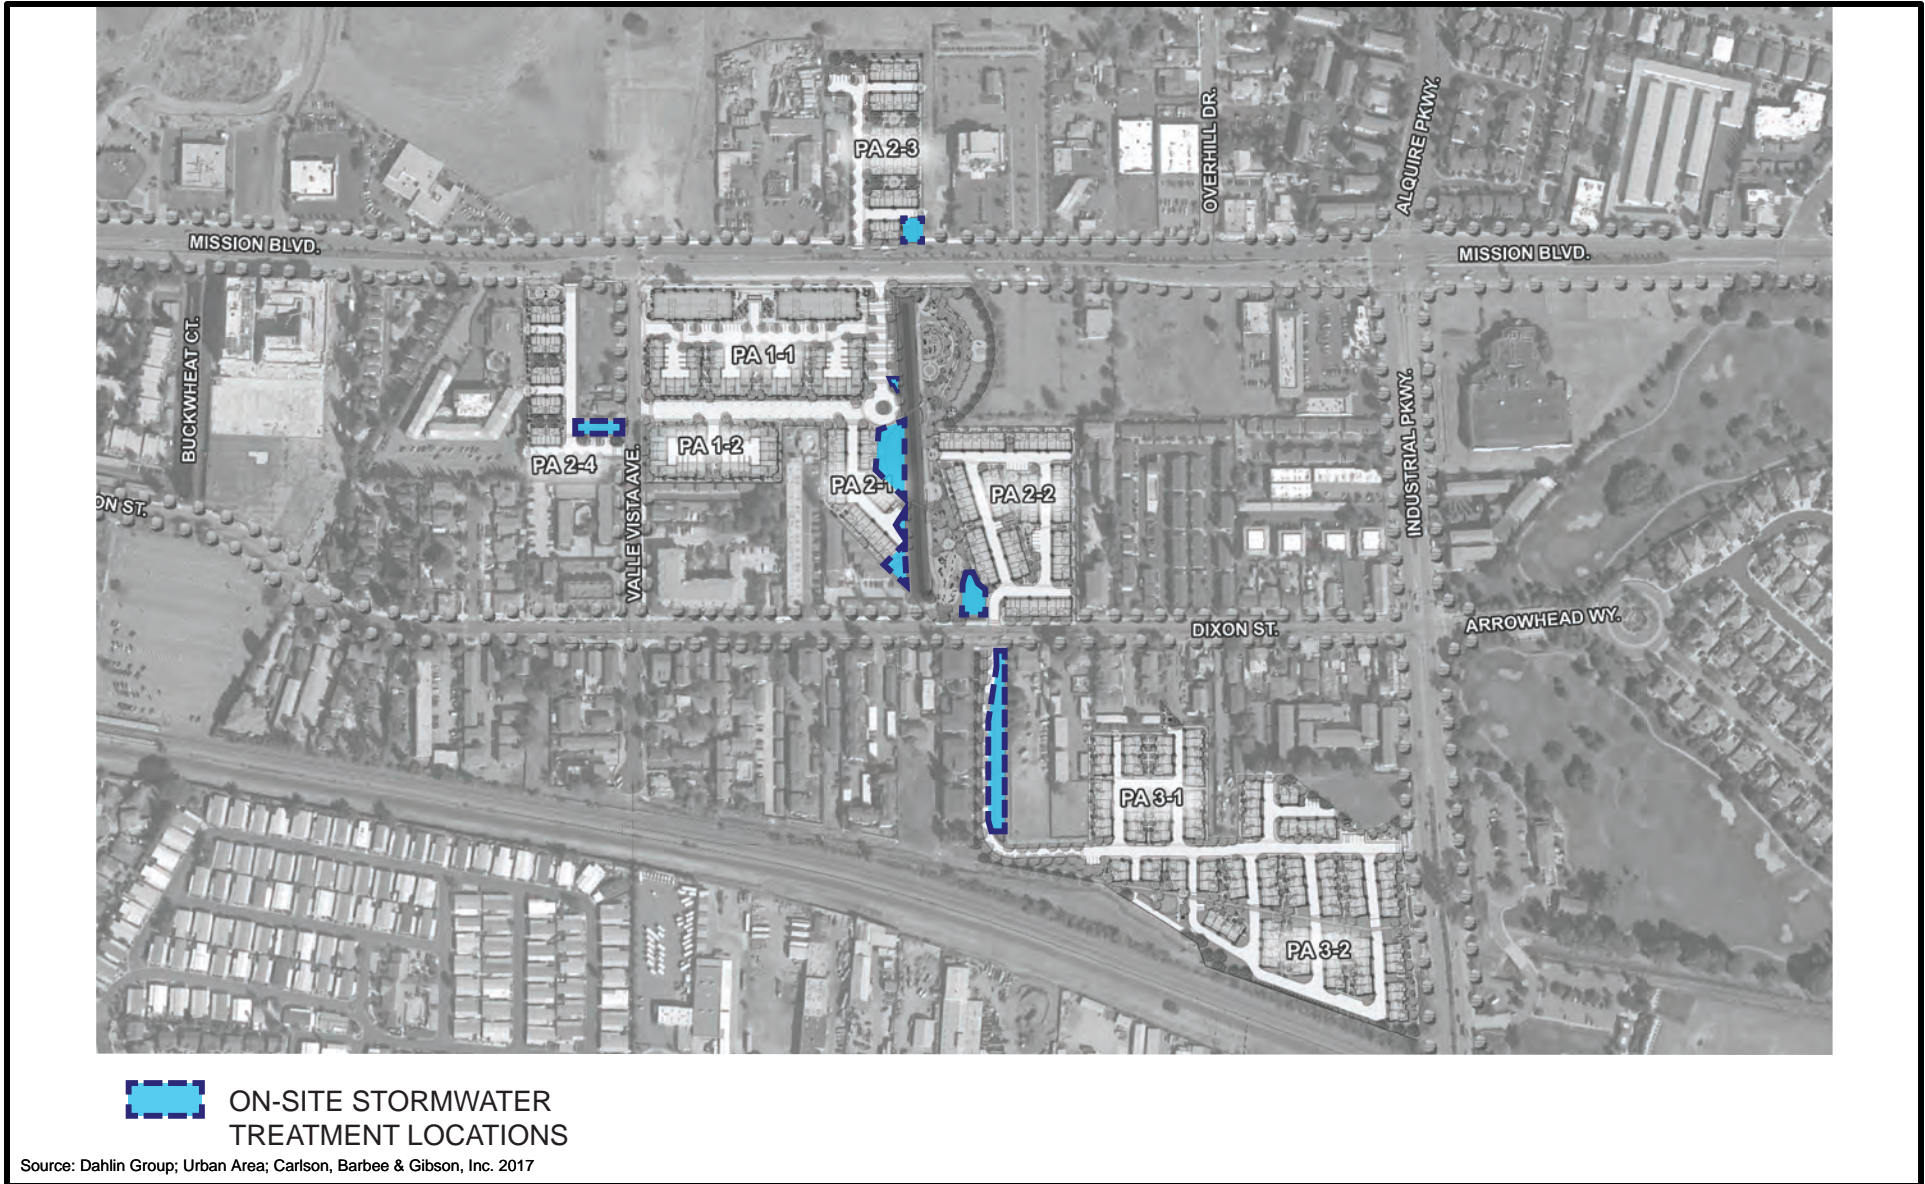 PA 2-3
OVERHILL DR.
ALQUIRE PKWY.
MISSION BLVD.
MISSION BLVD.
BUCKWHEAT CT.
PA 1-1
PA 1-2
PA 2-4
VALLE VISTA AVE.
PA 2-1
PA 2-2
INDUSTRIAL PKWY.
ON ST.
DIXON ST.
ARROWHEAD WY.
PA 3-1
PA 3-2
ON-SITE STORMWATER
TREATMENT LOCATIONS
Source: Dahlin Group; Urban Area; Carlson, Barbee & Gibson, Inc. 2017